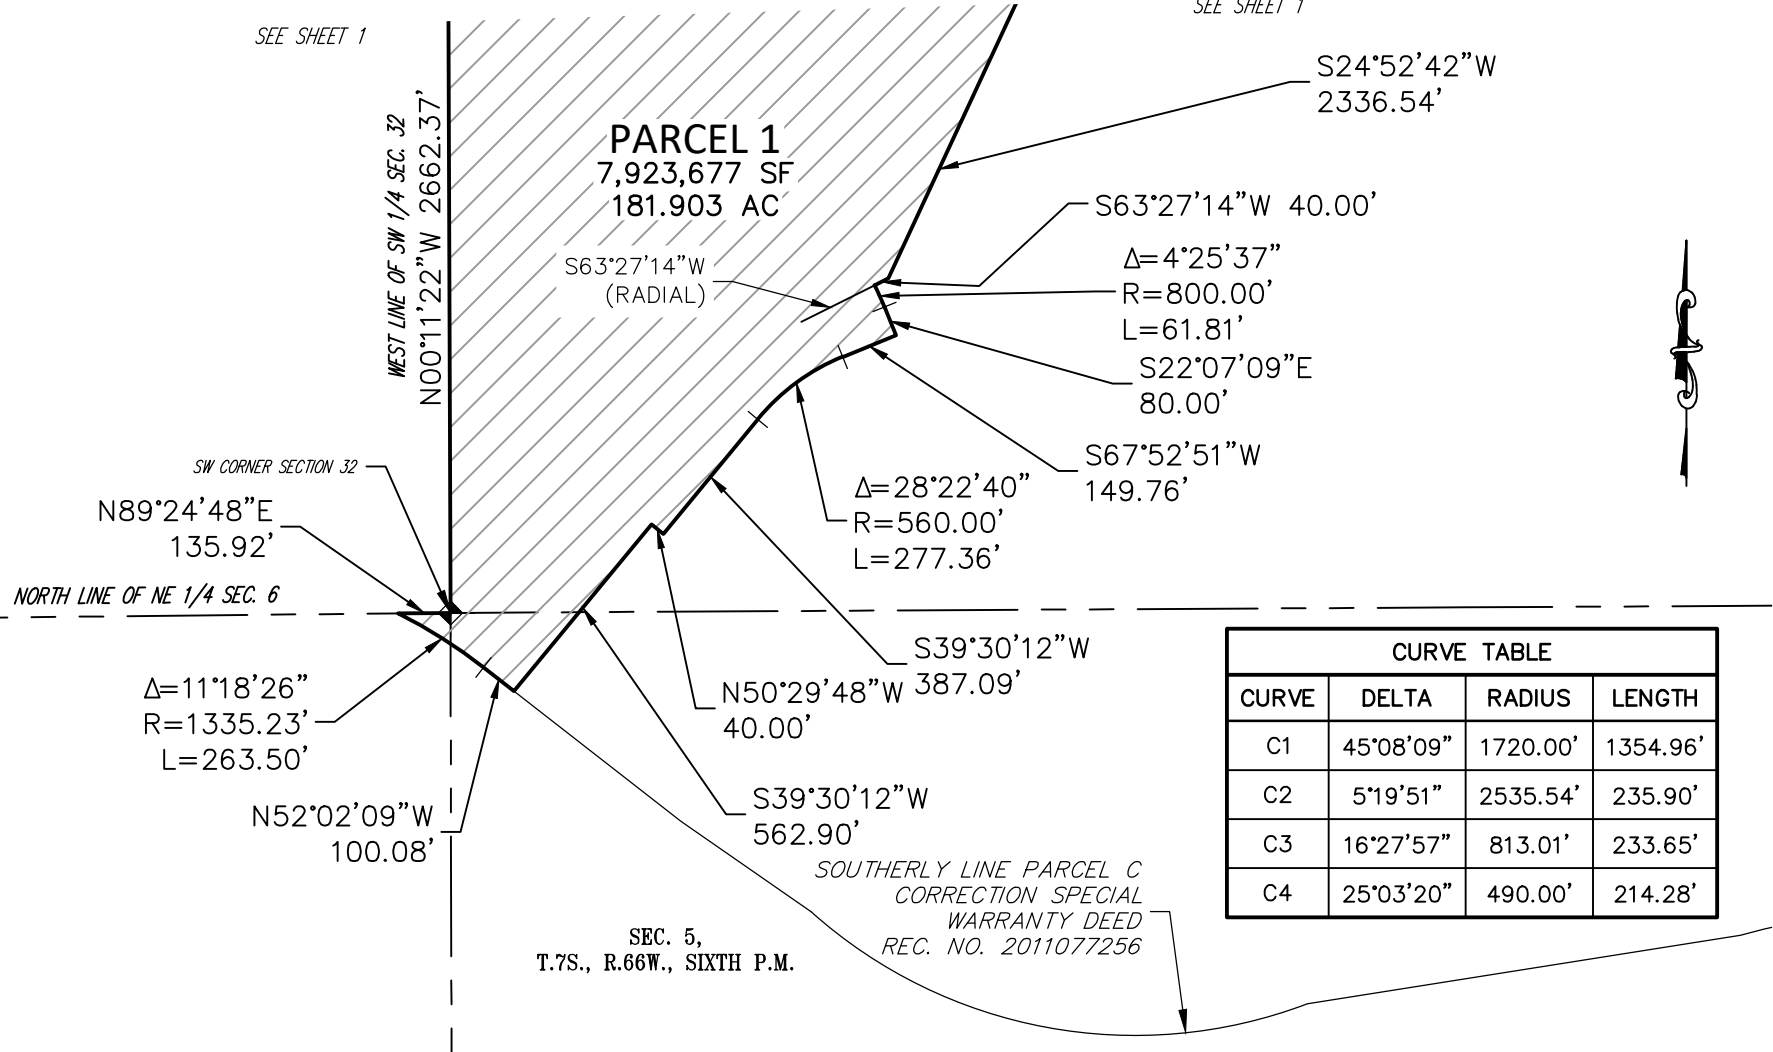 SEE SHEET 1
SEE SHEET 1
S24°52'42"W
2336.54'
WEST LINE OF SW 1/4 SEC. 32
N00°11'22"W 2662.37'
PARCEL 1
7,923,677 SF
181.903 AC
S63°27'14"W 40.00'
S63°27'14"W
(RADIAL)
Δ=4°25'37"
R=800.00'
L=61.81'
S22°07'09"E
80.00'
S67°52'51"W
149.76'
SW CORNER SECTION 32
N89°24'48"E
135.92'
Δ=28°22'40"
R=560.00'
L=277.36'
NORTH LINE OF NE 1/4 SEC. 6
S39°30'12"W
387.09'
N50°29'48"W
40.00'
Δ=11°18'26"
R=1335.23'
L=263.50'
S39°30'12"W
562.90'
N52°02'09"W
100.08'
SOUTHERLY LINE PARCEL C
CORRECTION SPECIAL
WARRANTY DEED
REC. NO. 2011077256
SEC. 5,
T.7S., R.66W., SIXTH P.M.
CURVE TABLE
CURVE DELTA RADIUS LENGTH
C1 45°08'09" 1720.00' 1354.96'
C2 5°19'51" 2535.54' 235.90'
C3 16°27'57" 813.01' 233.65'
C4 25°03'20" 490.00' 214.28'